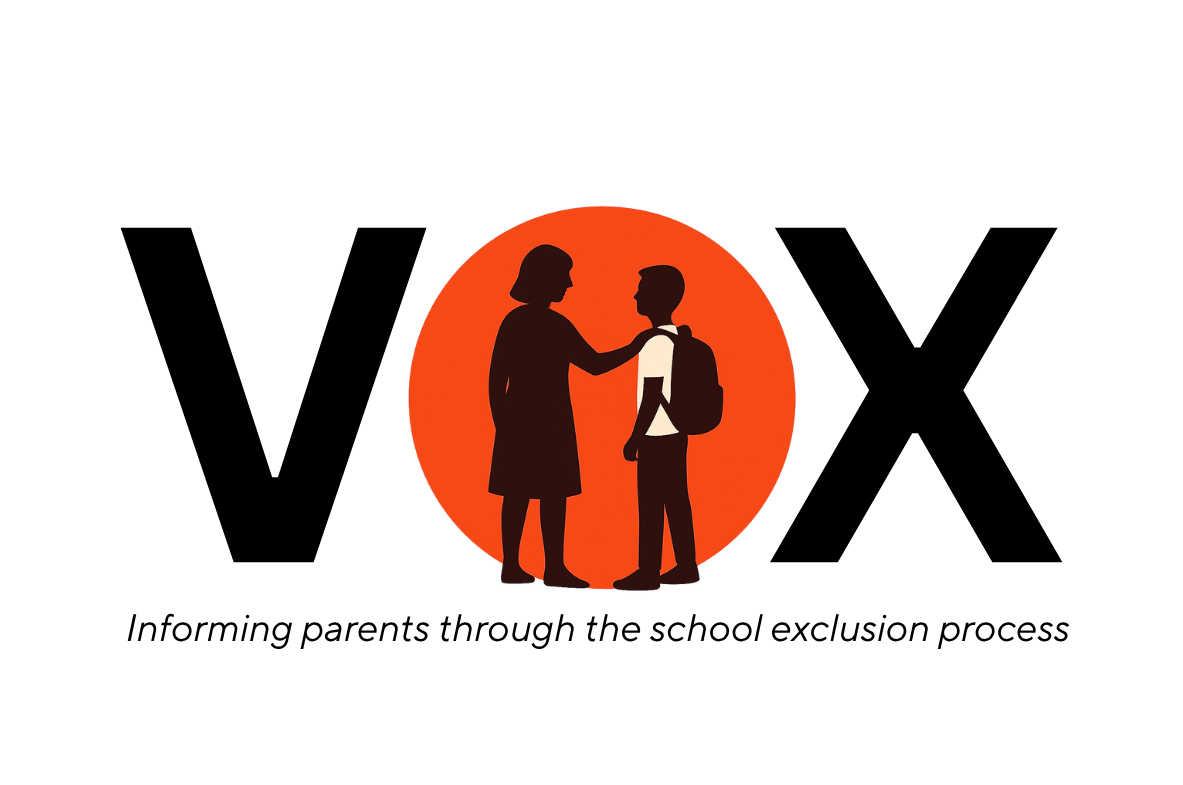 VOX
Informing parents through the school exclusion process